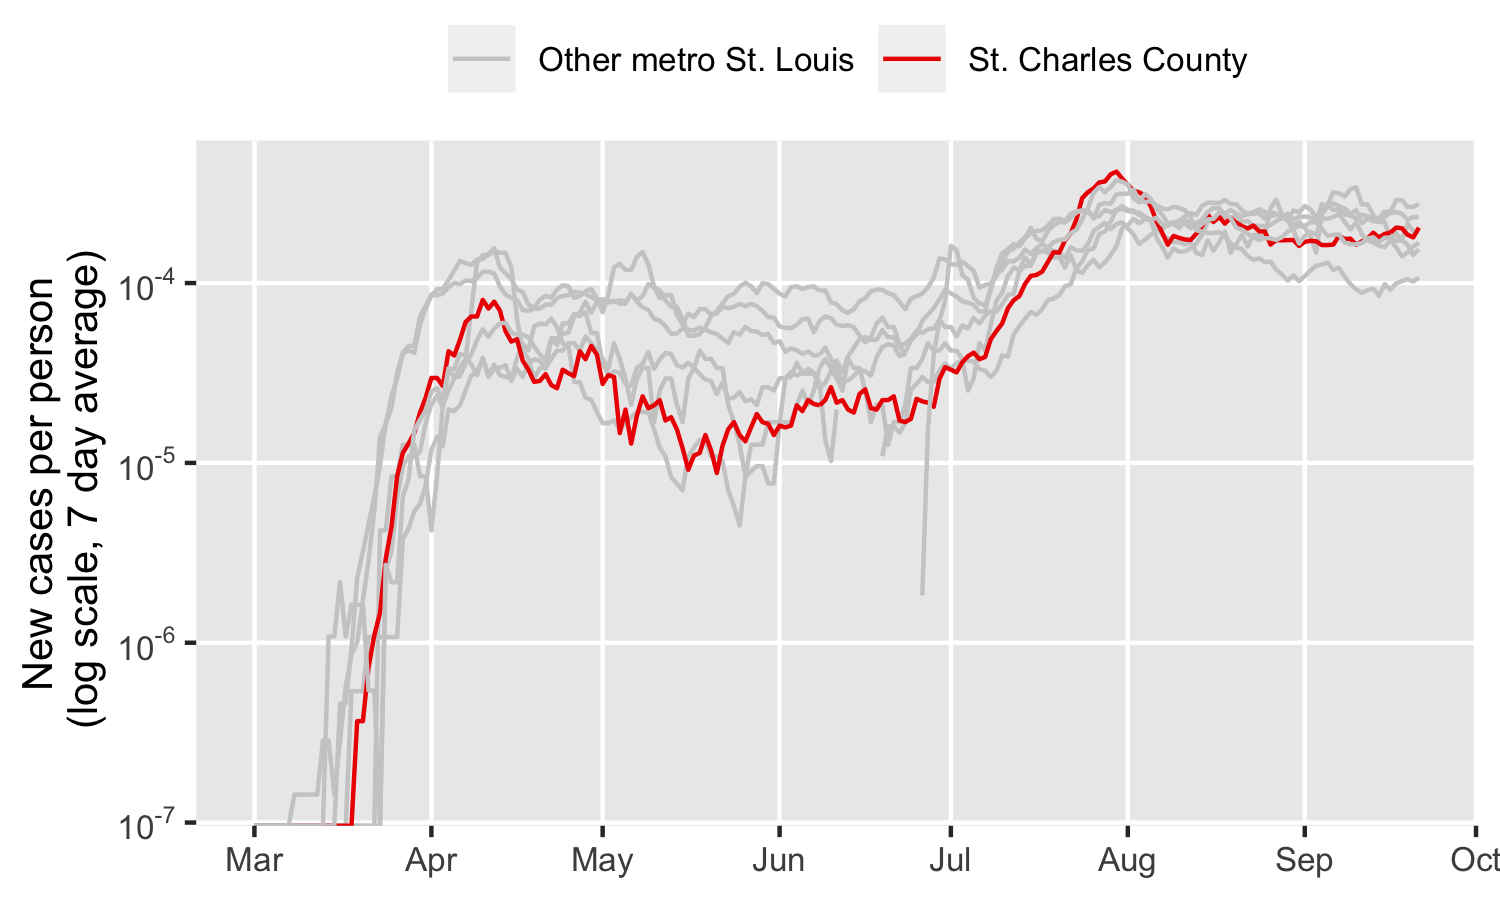 Other metro St. Louis St. Charles County
New cases per person
(log scale, 7 day average)
10⁻⁴
10⁻⁵
10⁻⁶
10⁻⁷
Mar Apr May Jun Jul Aug Sep Oct